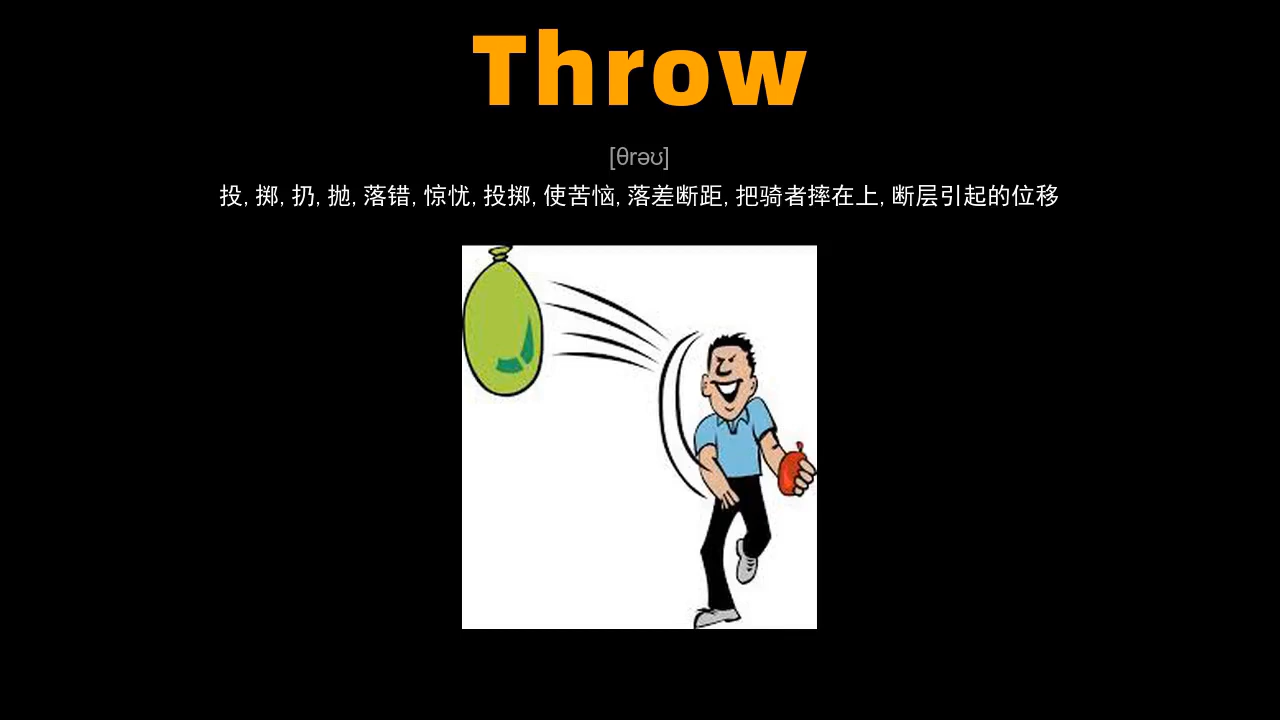 Throw
[θrəʊ]
投, 掷, 扔, 抛, 落错, 惊忧, 投掷, 使苦恼, 落差断距, 把骑者摔在上, 断层引起的位移